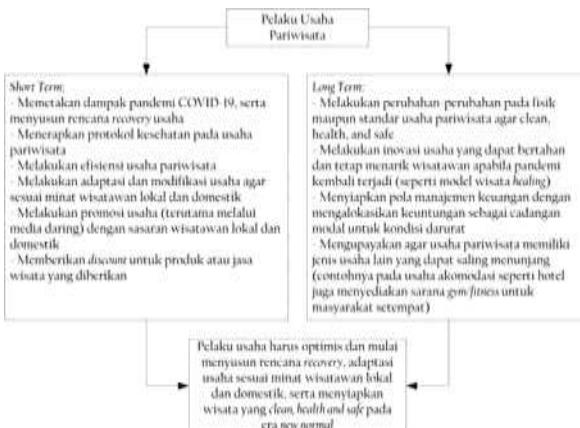 Pelaku Usaha
Pariwisata
Short Term:
- Memetakan dampak pandemi COVID-19, serta
menyusun rencana recovery usaha
- Menerapkan protokol kesehatan pada usaha
pariwisata
- Melakukan efisiensi usaha pariwisata
- Melakukan adaptasi dan modifikasi usaha agar
sesuai minat wisatawan lokal dan domestik
- Melakukan promosi usaha (terutama melalui
media daring) dengan sasaran wisatawan lokal dan
domestik
- Memberikan discount untuk produk atau jasa
wisata yang diberikan
Long Term:
- Melakukan perubahan-perubahan pada fisik
maupun standar usaha pariwisata agar clean,
health, and safe
- Melakukan inovasi usaha yang dapat bertahan
dan tetap menarik wisatawan apabila pandemi
kembali terjadi (seperti model wisata healing)
- Menyiapkan pola manajemen keuangan dengan
mengalokasikan keuntungan sebagai cadangan
modal untuk kondisi darurat
- Mengupayakan agar usaha pariwisata memiliki
jenis usaha lain yang dapat saling menunjang
(contohnya pada usaha akomodasi seperti hotel
juga menyediakan sarana gym/fitness untuk
masyarakat setempat)
Pelaku usaha harus optimis dan mulai
menyusun rencana recovery, adaptasi
usaha sesuai minat wisatawan lokal
dan domestik, serta menyiapkan
wisata yang clean, health and safe pada
era new normal